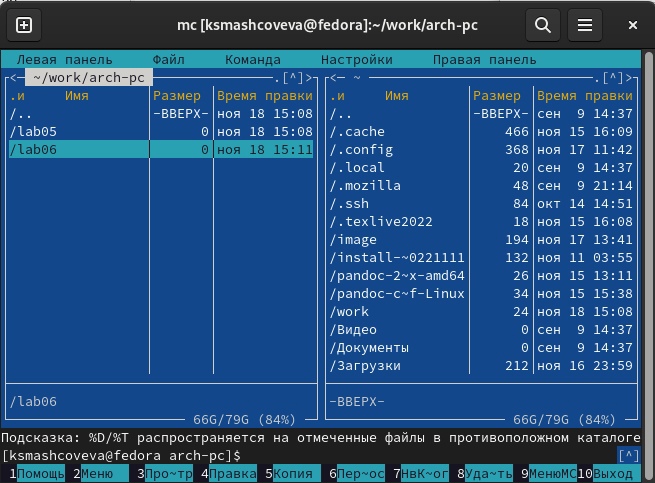 mc [ksmashcoveva@fedora]:~/work/arch-pc
Левая панель Файл Команда Настройки Правая панель
<— ~/work/arch-pc .[^]>
.и Имя Размер Время правки
/.. -ВВЕРХ- ноя 18 15:08
/lab05 0 ноя 18 15:08
/lab06 0 ноя 18 15:11
/lab06
66G/79G (84%)
<— ~ .[^]>
.и Имя Размер Время правки
/.. -ВВЕРХ- сен 9 14:37
/.cache 466 ноя 15 16:09
/.config 368 ноя 17 11:42
/.local 20 сен 9 14:37
/.mozilla 48 сен 9 21:14
/.ssh 84 окт 14 14:51
/.texlive2022 18 ноя 15 16:08
/image 194 ноя 17 13:41
/install-~0221111 132 ноя 11 03:55
/pandoc-2~x-amd64 26 ноя 15 13:11
/pandoc-c~f-Linux 34 ноя 15 15:38
/work 24 ноя 18 15:08
/Видео 0 сен 9 14:37
/Документы 0 сен 9 14:37
/Загрузки 212 ноя 16 23:59
-ВВЕРХ-
66G/79G (84%)
Подсказка: %D/%T распространяется на отмеченные файлы в противоположном каталоге
[ksmashcoveva@fedora arch-pc]$ [^]
1Помощь 2Меню 3Про~тр 4Правка 5Копия 6Пер~ос 7НвК~ог 8Уда~ть 9МенюMC 10Выход